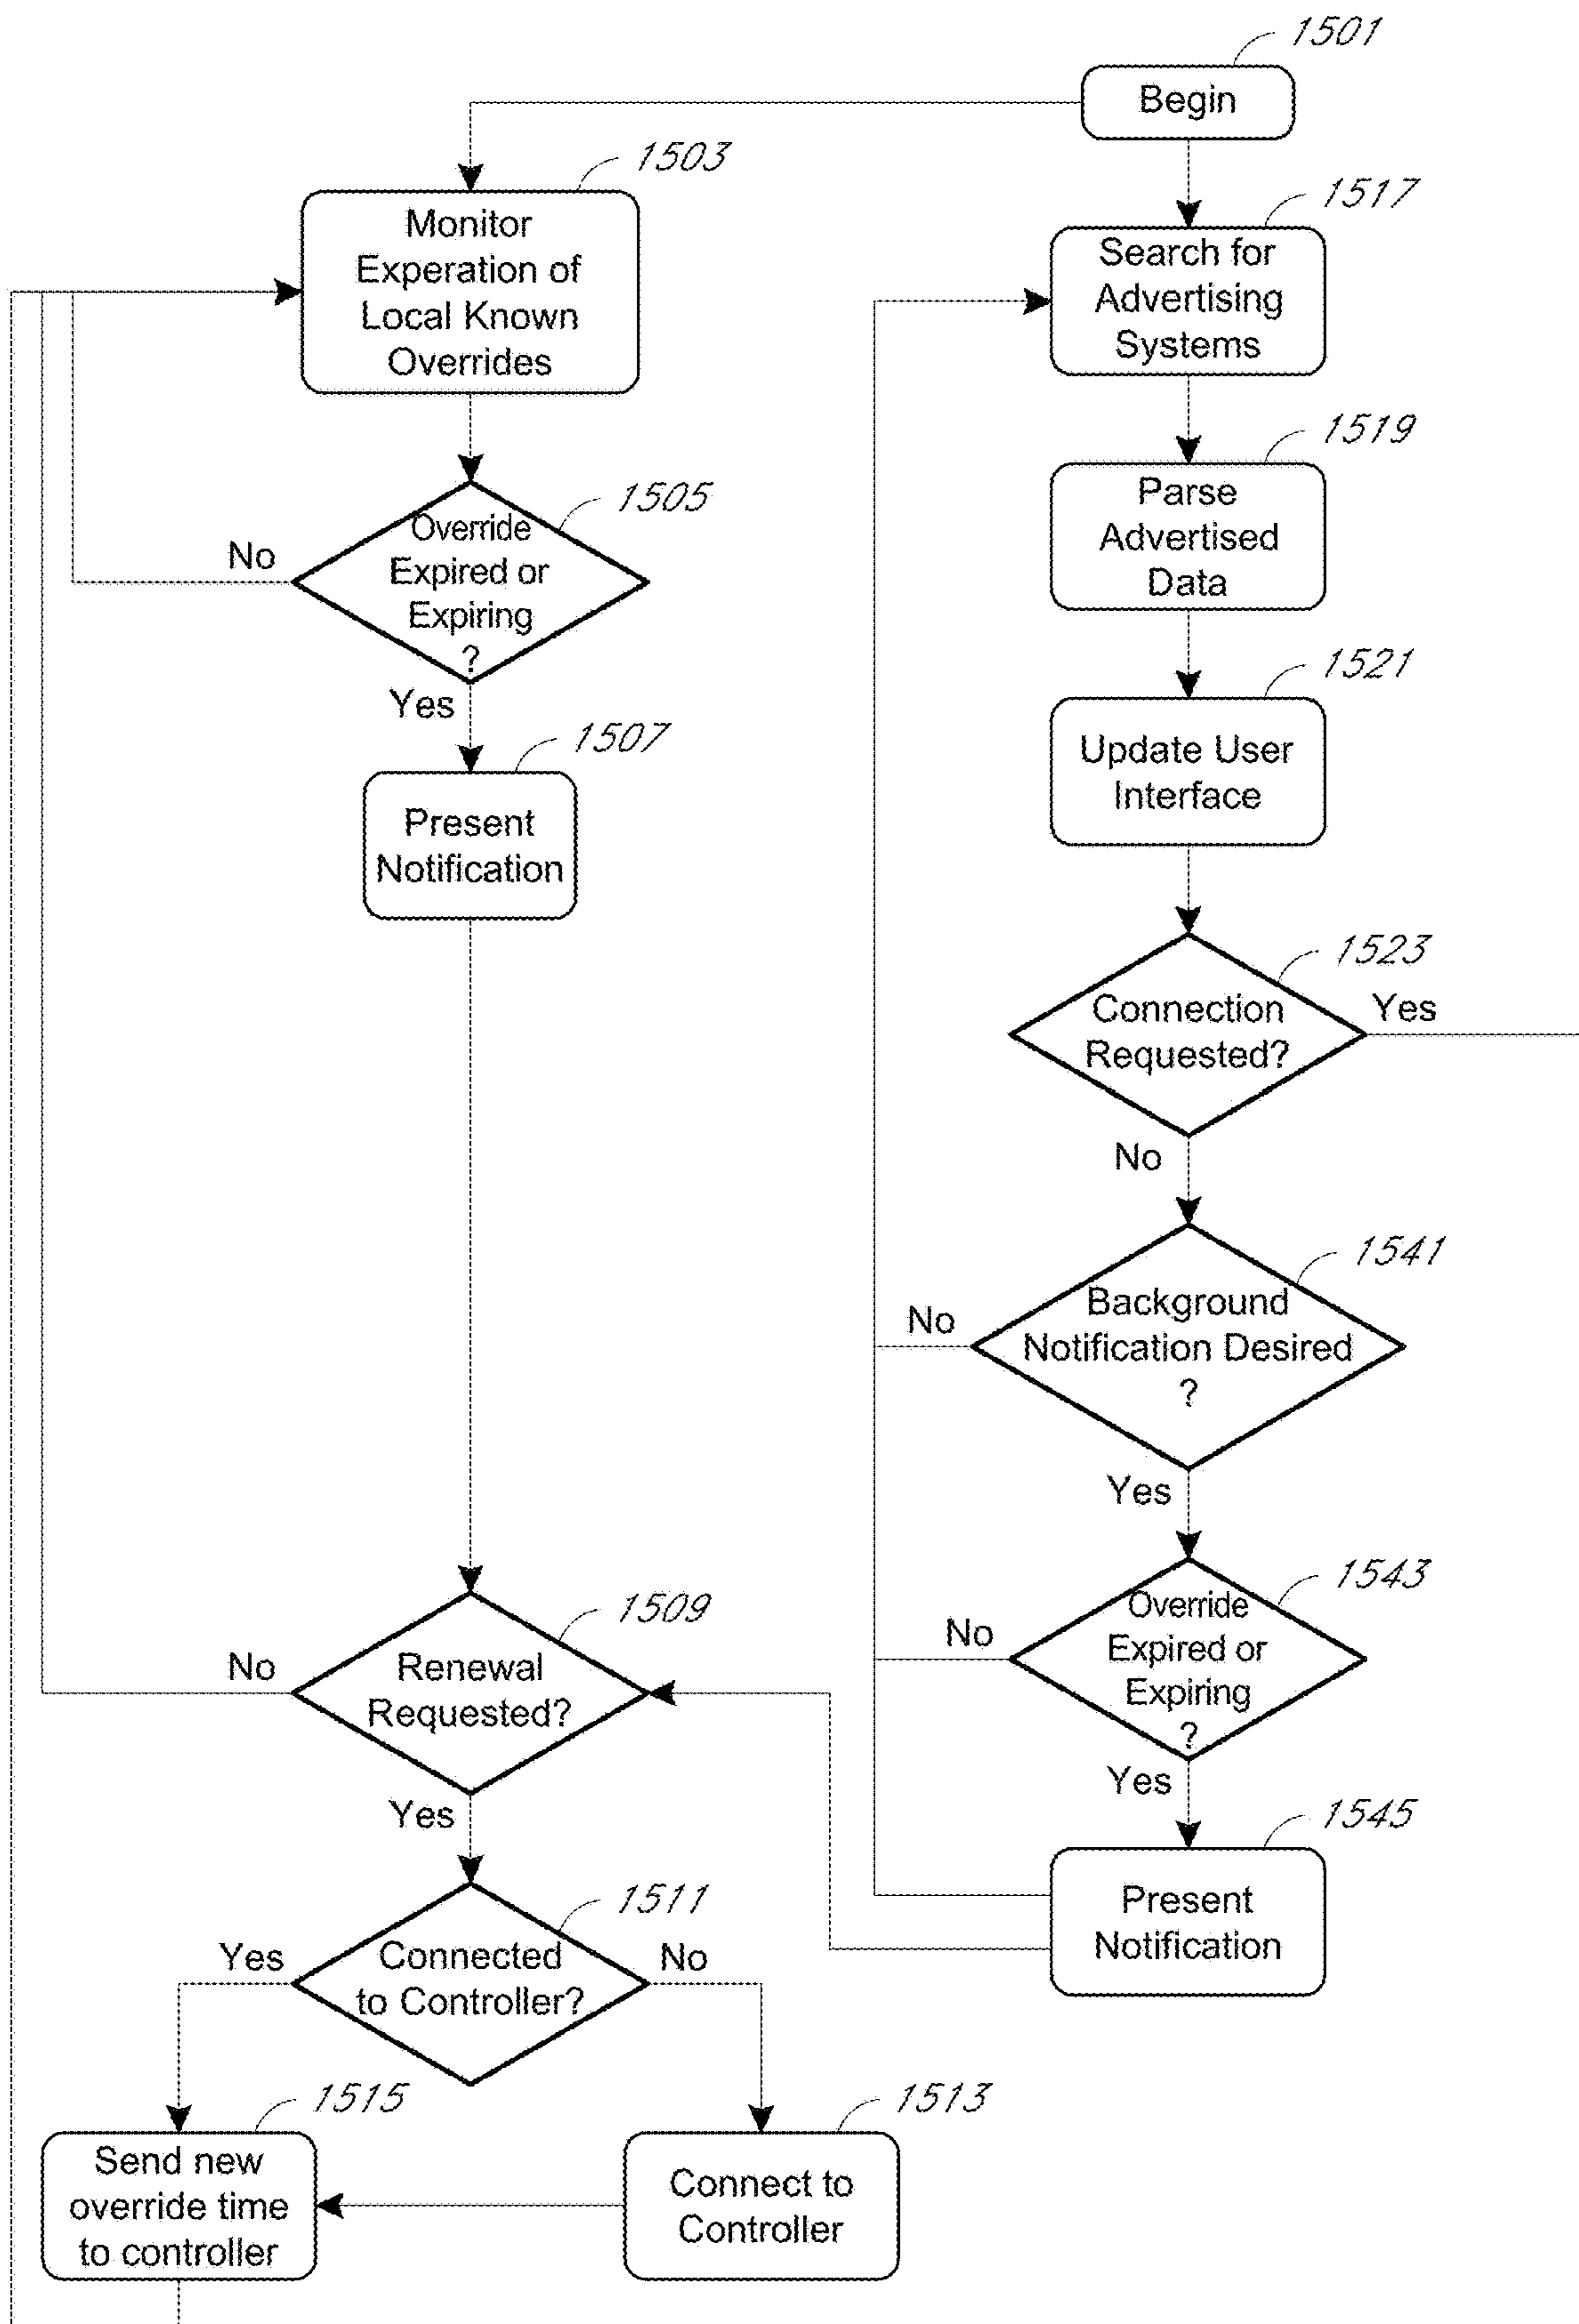 1501
Begin
1503
Monitor
Experation of
Local Known
Overrides
1517
Search for
Advertising
Systems
1519
Parse
Advertised
Data
1505
Override
Expired or
Expiring
?
No
Yes
1521
Update User
Interface
1507
Present
Notification
1523
Connection
Requested?
Yes
No
1541
Background
Notification Desired
?
No
Yes
1543
Override
Expired or
Expiring
?
No
Yes
1509
Renewal
Requested?
No
Yes
1545
Present
Notification
1511
Connected
to Controller?
Yes
No
1515
Send new
override time
to controller
1513
Connect to
Controller